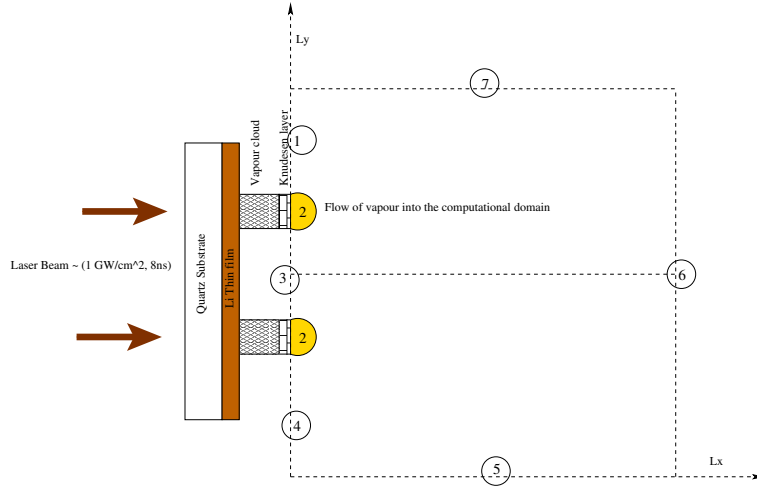 Ly
7
Vapour cloud
Knudesen layer
1
2
Flow of vapour into the computational domain
Laser Beam ~ (1 GW/cm^2, 8ns)
Quartz Substrate
Li Thin film
3
6
2
4
5
Lx